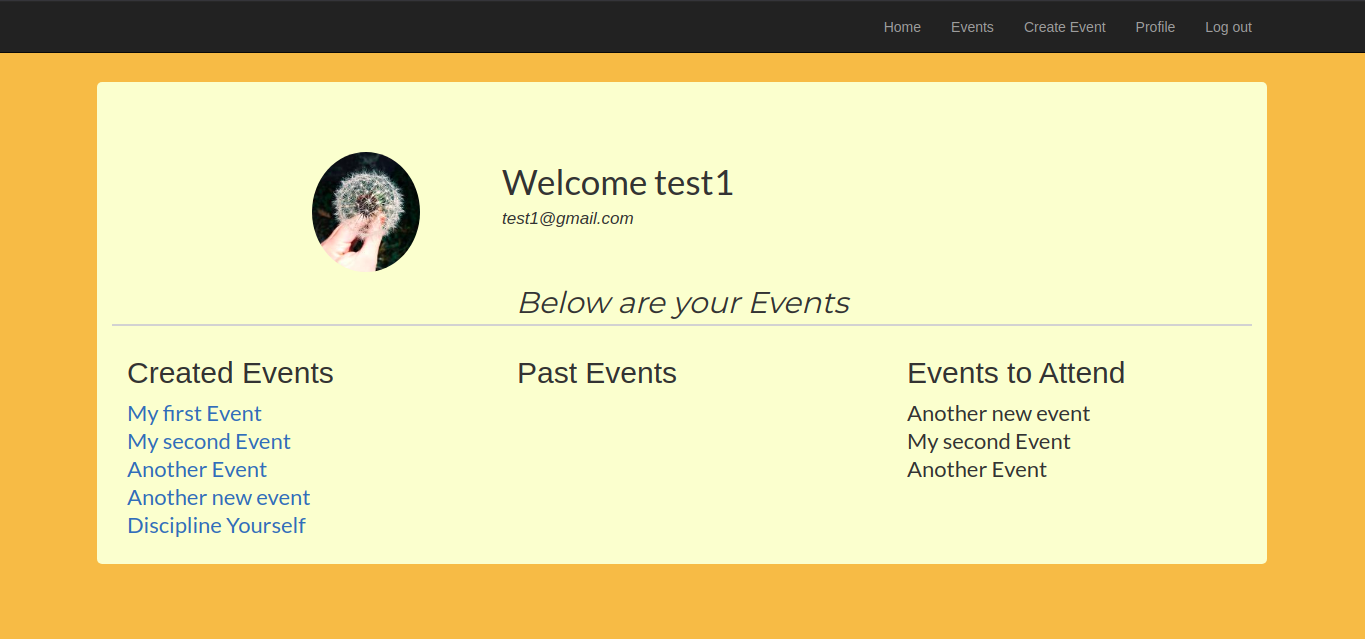 Home Events Create Event Profile Log out
Welcome test1
test1@gmail.com
Below are your Events
Created Events
My first Event
My second Event
Another Event
Another new event
Discipline Yourself
Past Events
Events to Attend
Another new event
My second Event
Another Event